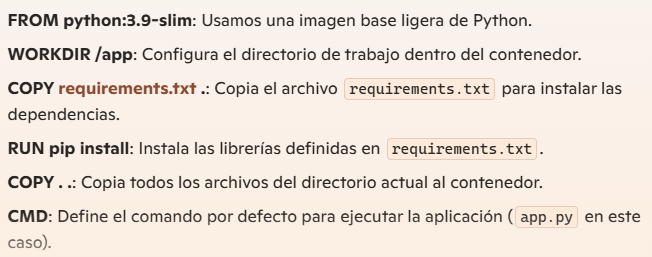 FROM python:3.9-slim: Usamos una imagen base ligera de Python.
WORKDIR /app: Configura el directorio de trabajo dentro del contenedor.
COPY requirements.txt .: Copia el archivo requirements.txt para instalar las
dependencias.
RUN pip install: Instala las librerías definidas en requirements.txt.
COPY . .: Copia todos los archivos del directorio actual al contenedor.
CMD: Define el comando por defecto para ejecutar la aplicación (app.py en este
caso).